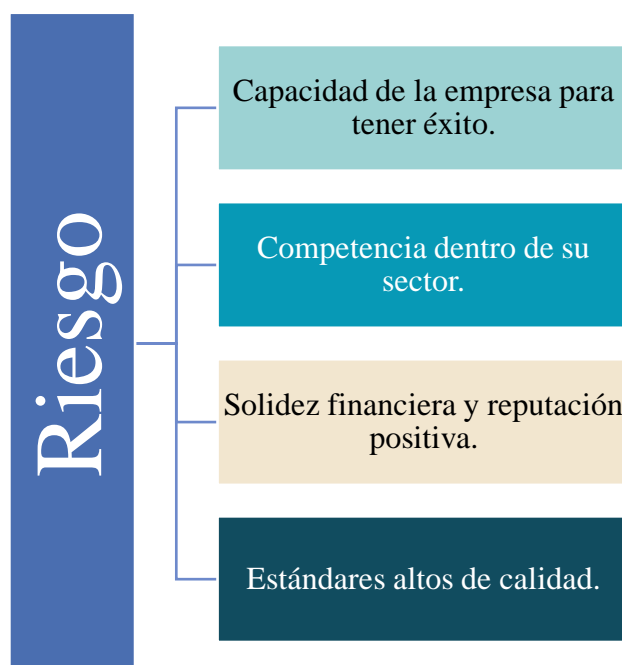 Riesgo
Capacidad de la empresa para
tener éxito.
Competencia dentro de su
sector.
Solidez financiera y reputación
positiva.
Estándares altos de calidad.